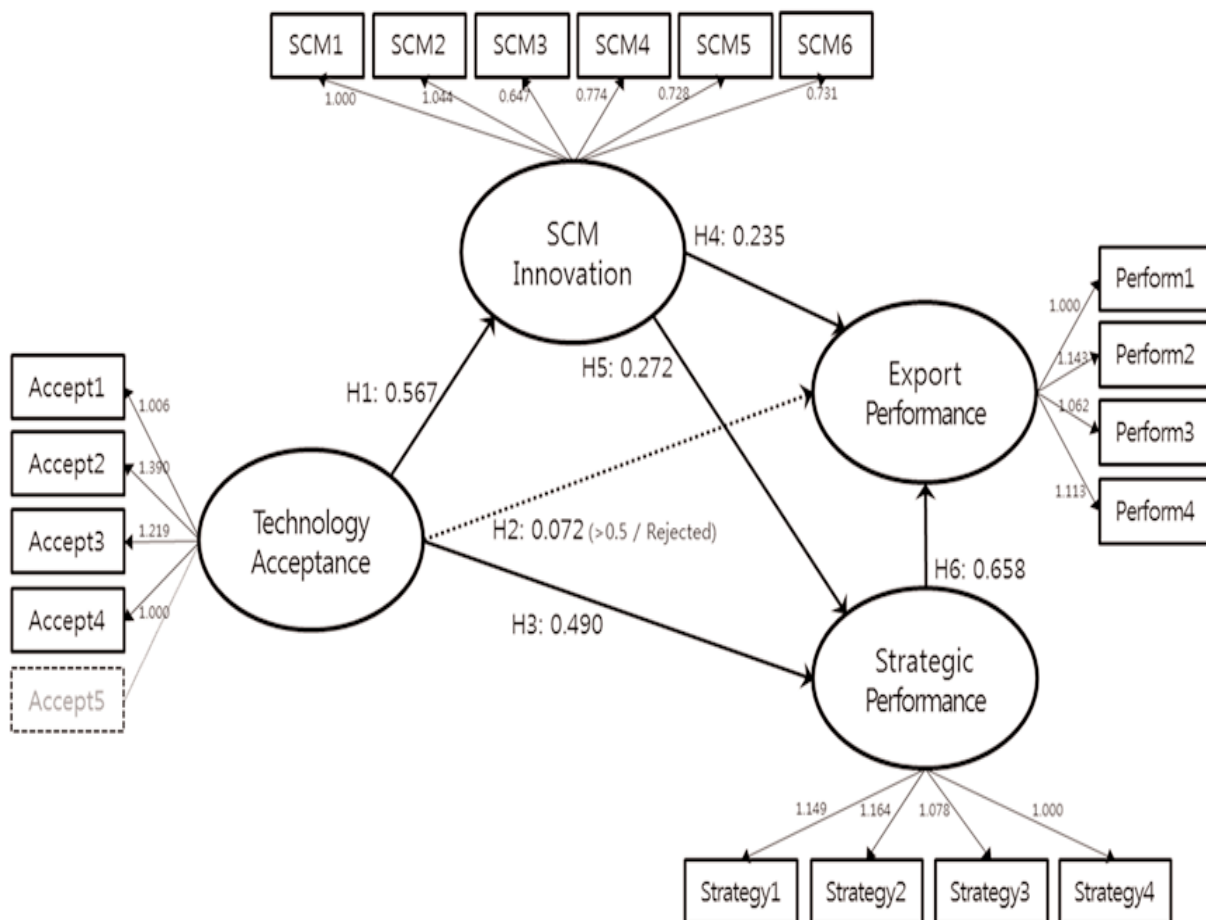 SCM1 SCM2 SCM3 SCM4 SCM5 SCM6
1.000 1.044 0.647 0.774 0.728 0.731
SCM
Innovation
H4: 0.235
Perform1
1.000
Perform2
1.143
Perform3
1.062
Perform4
1.113
Export
Performance
H5: 0.272
H1: 0.567
Accept1
1.006
Accept2
1.390
Accept3
1.219
Accept4
1.000
Accept5
Technology
Acceptance
H2: 0.072 (>0.5 / Rejected)
H3: 0.490
H6: 0.658
Strategic
Performance
1.149 1.164 1.078 1.000
Strategy1 Strategy2 Strategy3 Strategy4